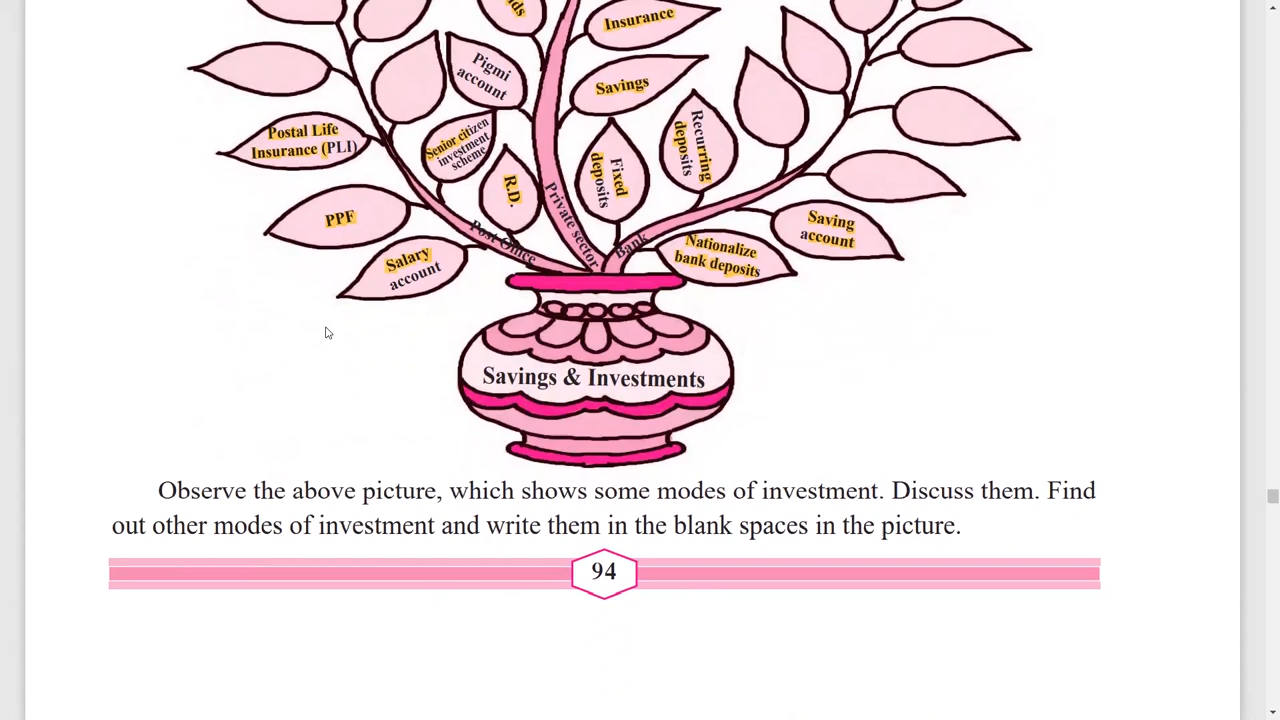 Insurance
Pigmi
account
Savings
Postal Life
Insurance (PLI)
Senior citizen
investment
scheme
Recurring
deposits
Fixed
deposits
R.D.
PPF
Private sector
Post Office
Bank
Saving
account
Salary
account
Nationalize
bank deposits
Savings & Investments
Observe the above picture, which shows some modes of investment. Discuss them. Find
out other modes of investment and write them in the blank spaces in the picture.
94